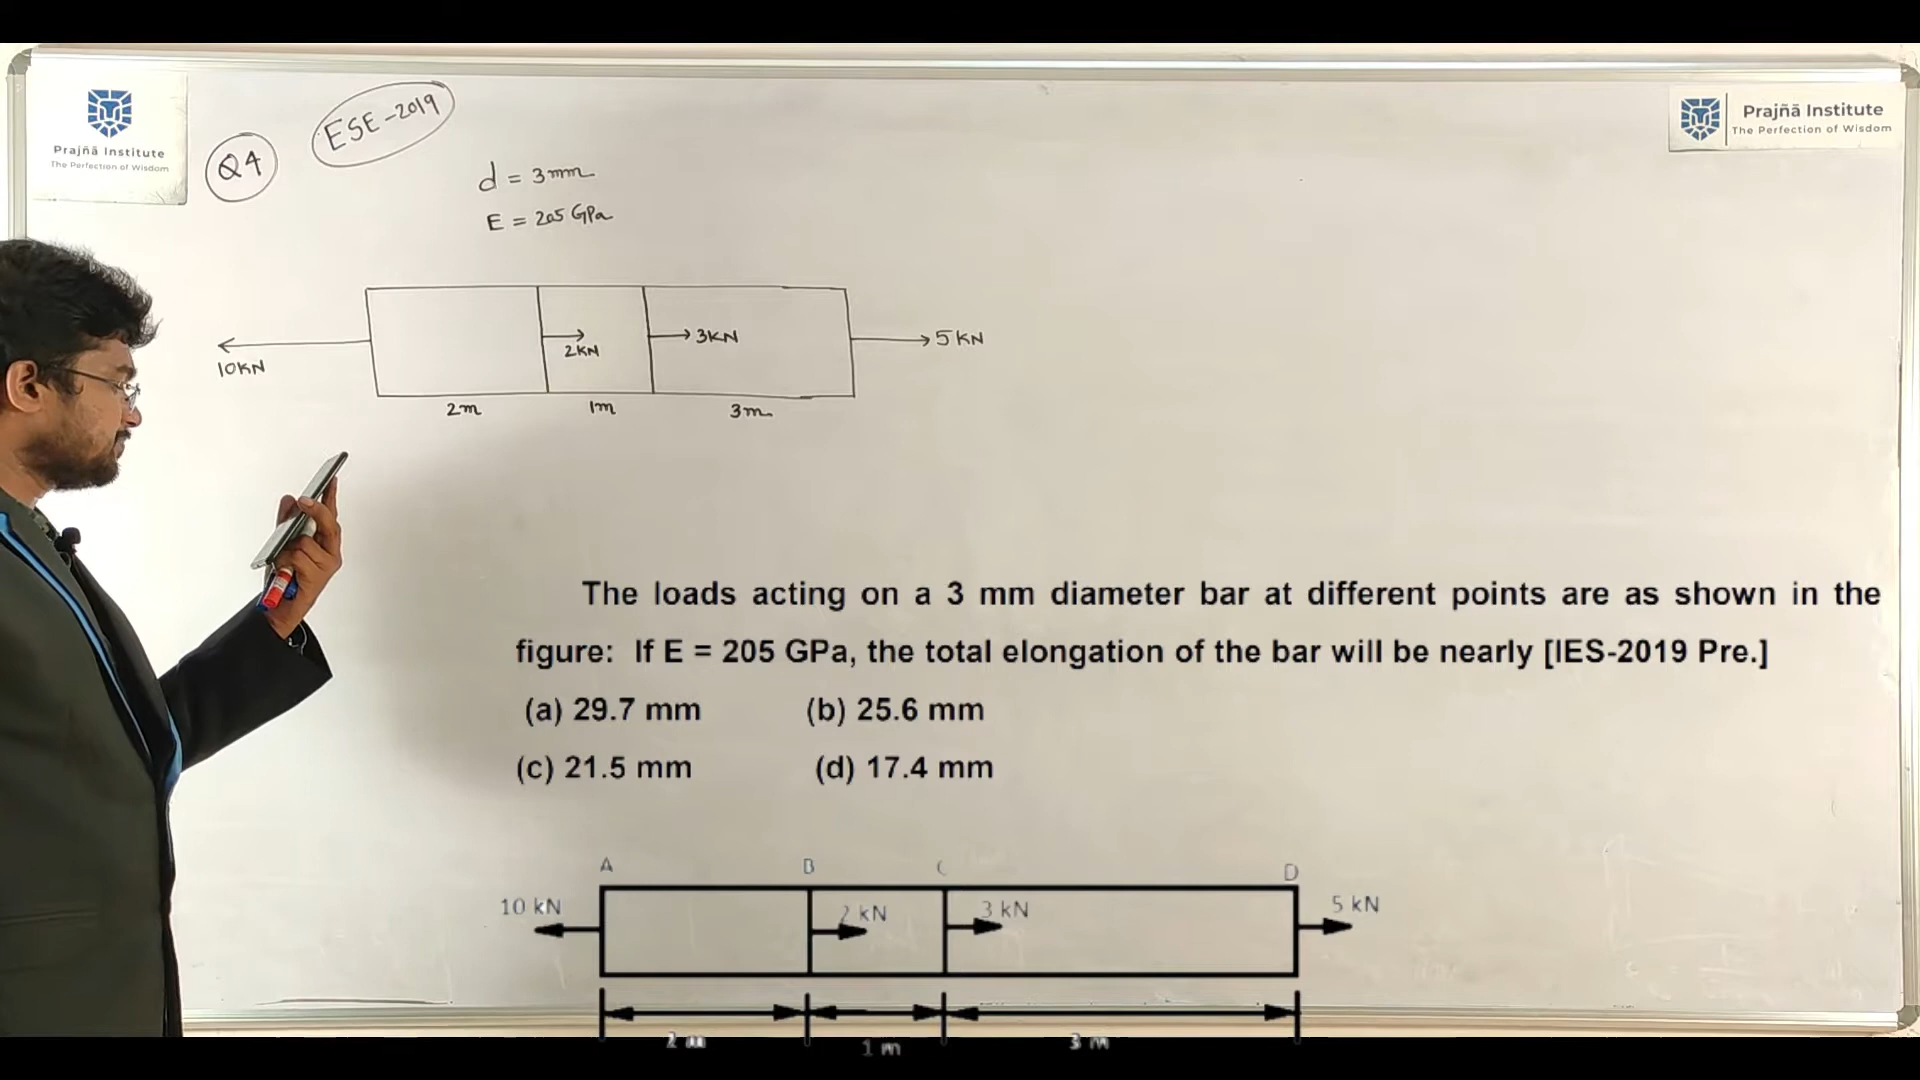 Prajñā Institute
The Perfection of Wisdom
Prajñā Institute
The Perfection of Wisdom
Q4
ESE-2019
d = 3mm
E = 205 GPa
10KN
2KN
3KN
5KN
2m
1m
3m
The loads acting on a 3 mm diameter bar at different points are as shown in the
figure: If E = 205 GPa, the total elongation of the bar will be nearly [IES-2019 Pre.]
(a) 29.7 mm (b) 25.6 mm
(c) 21.5 mm (d) 17.4 mm
A B C D
10 kN 2 kN 3 kN 5 kN
2 m 1 m 3 m